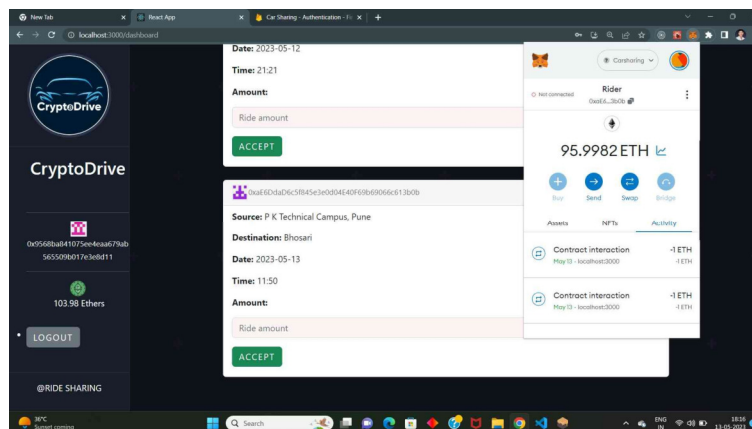 New Tab
React App
Car Sharing - Authentication - Fir
localhost:3000/dashboard
CryptoDrive
CryptoDrive
0x9568ba841075ee4eaa679ab
565509b017e3e8d11
103.98 Ethers
LOGOUT
@RIDE SHARING
Date: 2023-05-12
Time: 21:21
Amount:
Ride amount
ACCEPT
0xaE6DdaD6c5f845e3e0d04E40F69b69066c613b0b
Source: P K Technical Campus, Pune
Destination: Bhosari
Date: 2023-05-13
Time: 11:50
Amount:
Ride amount
ACCEPT
Carsharing
Not connected
Rider
0xaE6...3b0b
95.9982 ETH
Buy
Send
Swap
Bridge
Assets
NFTs
Activity
Contract interaction
-1 ETH
May 13 - localhost:3000
-1 ETH
Contract interaction
-1 ETH
May 13 - localhost:3000
-1 ETH
36°C
Sunset coming
Search
ENG
IN
18:16
13-05-2023